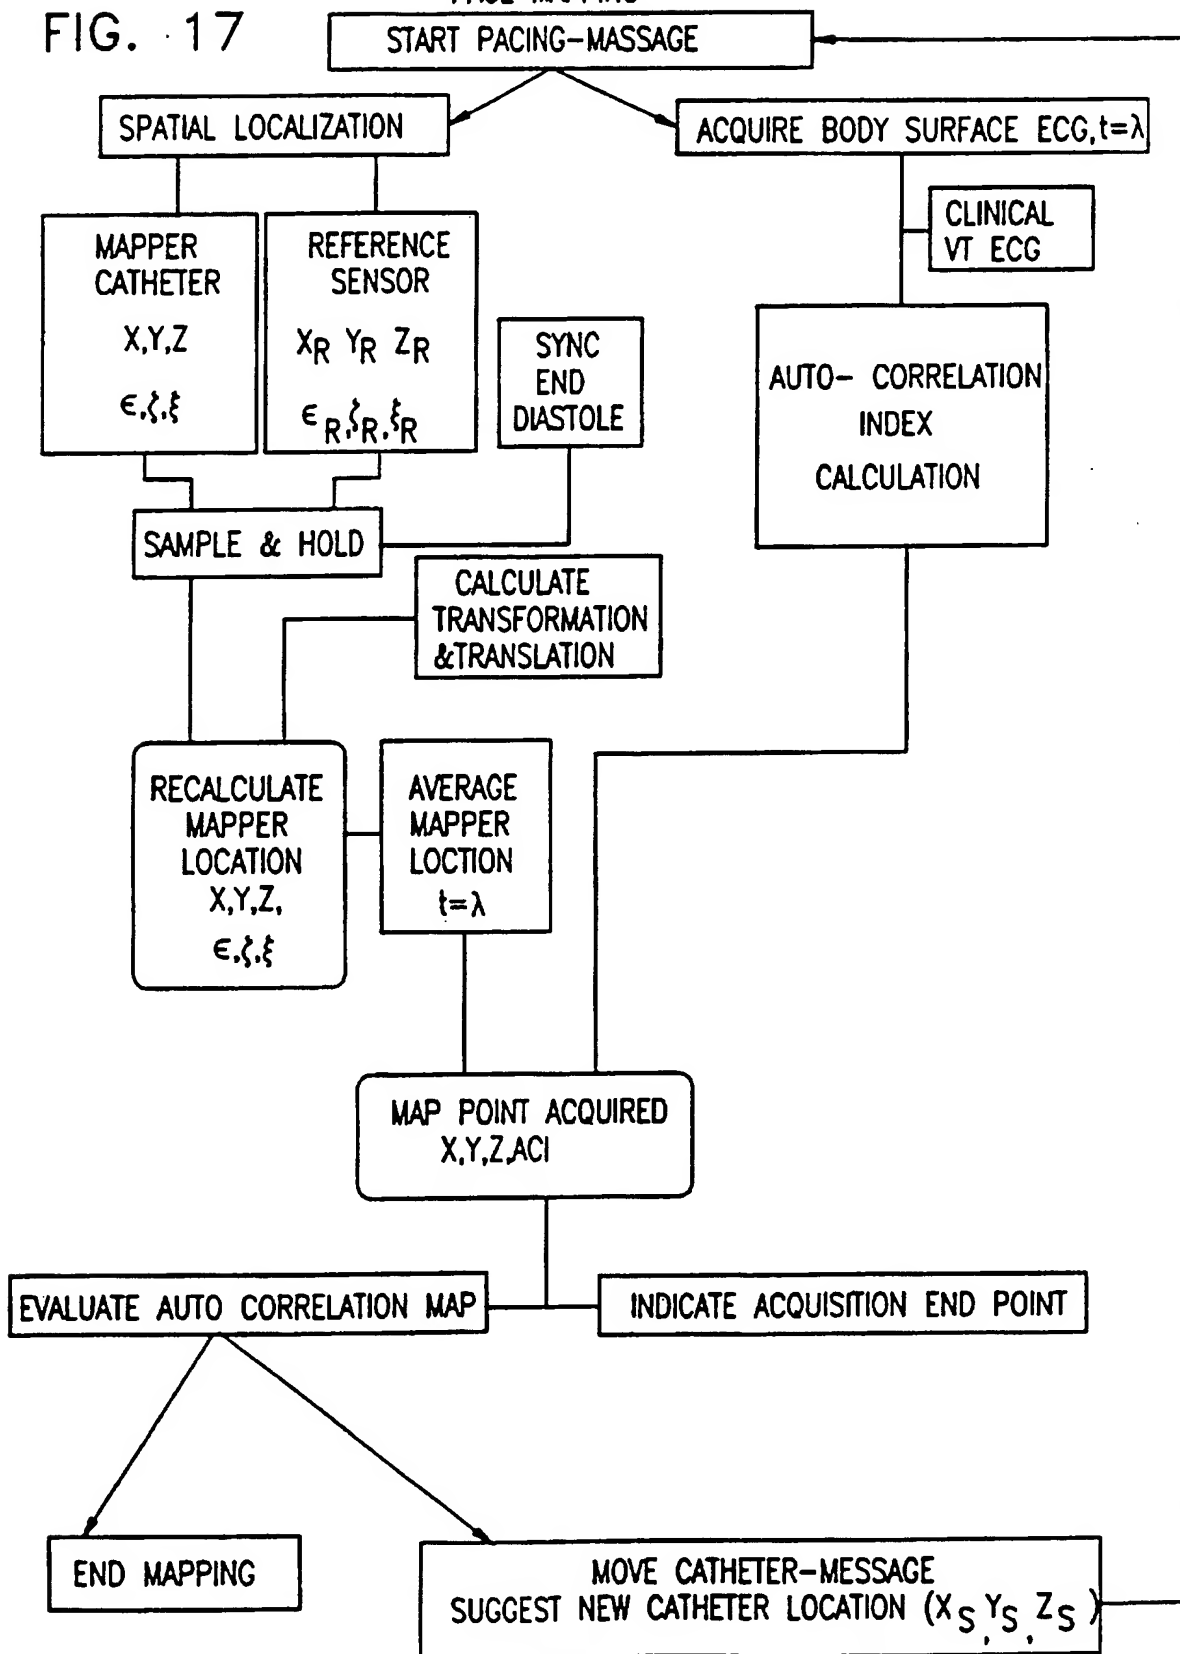 FIG. 17
PACE MAPPING
START PACING-MASSAGE
SPATIAL LOCALIZATION
ACQUIRE BODY SURFACE ECG, t=λ
MAPPER
CATHETER
X,Y,Z
ϵ,ζ,ξ
REFERENCE
SENSOR
XR YR ZR
ϵR,ζR,ξR
SYNC
END
DIASTOLE
CLINICAL
VT ECG
AUTO- CORRELATION
INDEX
CALCULATION
SAMPLE & HOLD
CALCULATE
TRANSFORMATION
&TRANSLATION
RECALCULATE
MAPPER
LOCATION
X,Y,Z,
ϵ,ζ,ξ
AVERAGE
MAPPER
LOCTION
t=λ
MAP POINT ACQUIRED
X,Y,Z,ACI
EVALUATE AUTO CORRELATION MAP
INDICATE ACQUISITION END POINT
END MAPPING
MOVE CATHETER-MESSAGE
SUGGEST NEW CATHETER LOCATION (XS,YS,ZS)